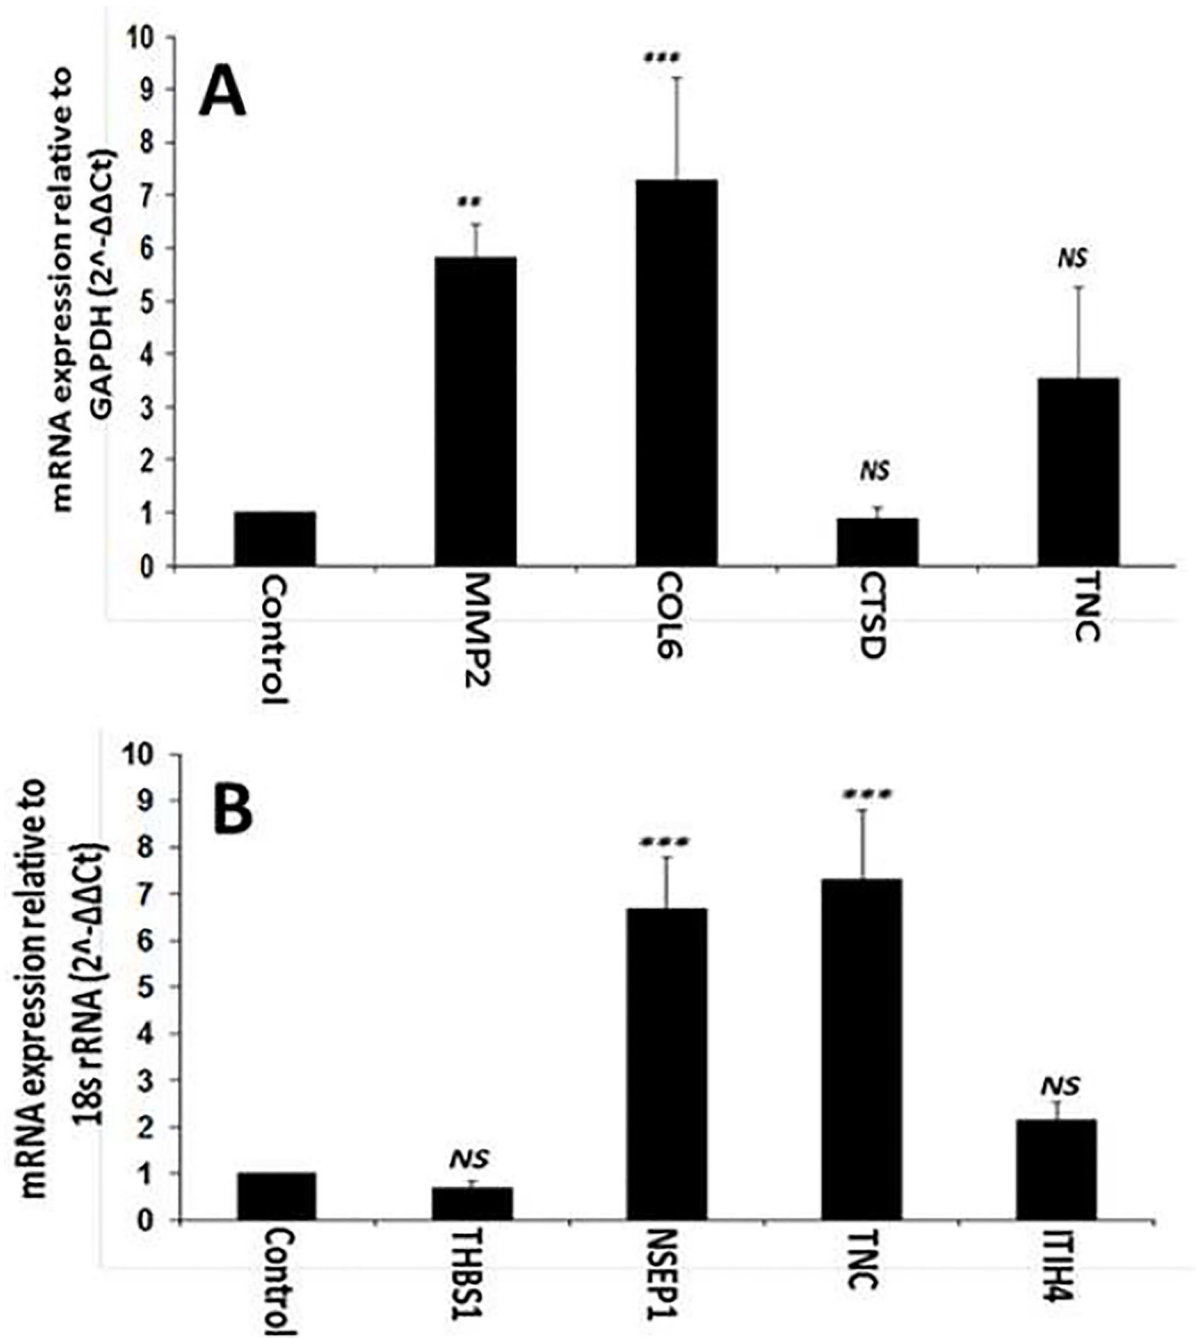 A
mRNA expression relative to
GAPDH (2^-ΔΔCt)
10
9
8
7
6
5
4
3
2
1
0
##
###
NS
NS
Control
MMP2
COL6
CTSD
TNC
B
mRNA expression relative to
18s rRNA (2^-ΔΔCt)
10
9
8
7
6
5
4
3
2
1
0
NS
***
***
NS
Control
THBS1
NSEP1
TNC
ITIH4